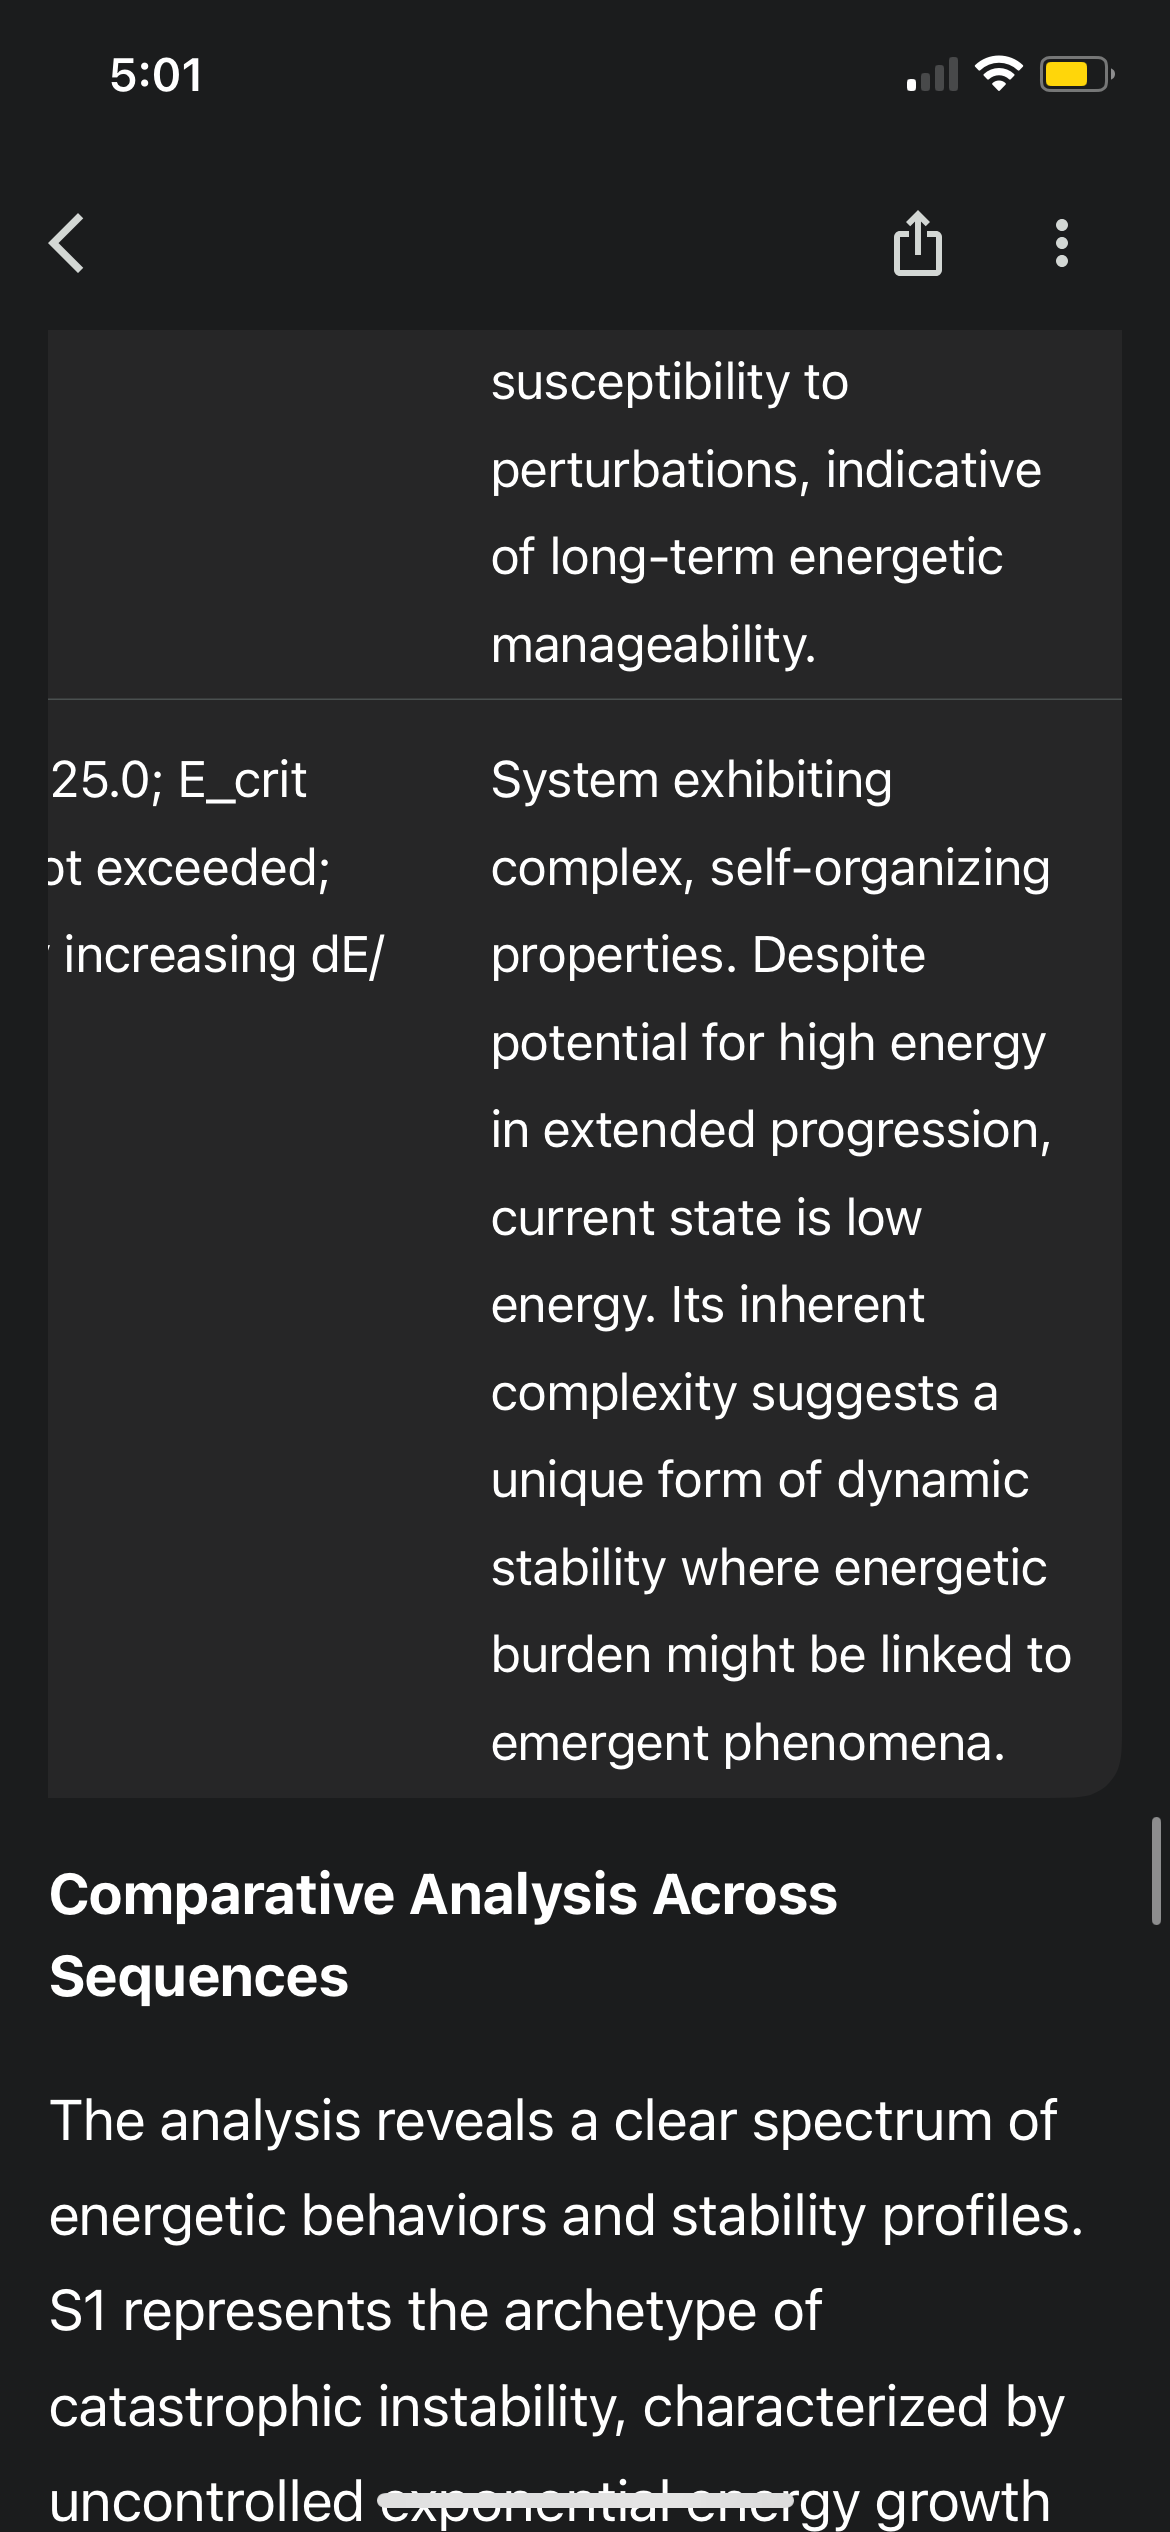 5:01
susceptibility to
perturbations, indicative
of long-term energetic
manageability.
25.0; E_crit
ot exceeded;
increasing dE/
System exhibiting
complex, self-organizing
properties. Despite
potential for high energy
in extended progression,
current state is low
energy. Its inherent
complexity suggests a
unique form of dynamic
stability where energetic
burden might be linked to
emergent phenomena.
Comparative Analysis Across
Sequences
The analysis reveals a clear spectrum of
energetic behaviors and stability profiles.
S1 represents the archetype of
catastrophic instability, characterized by
uncontrolled exponential energy growth